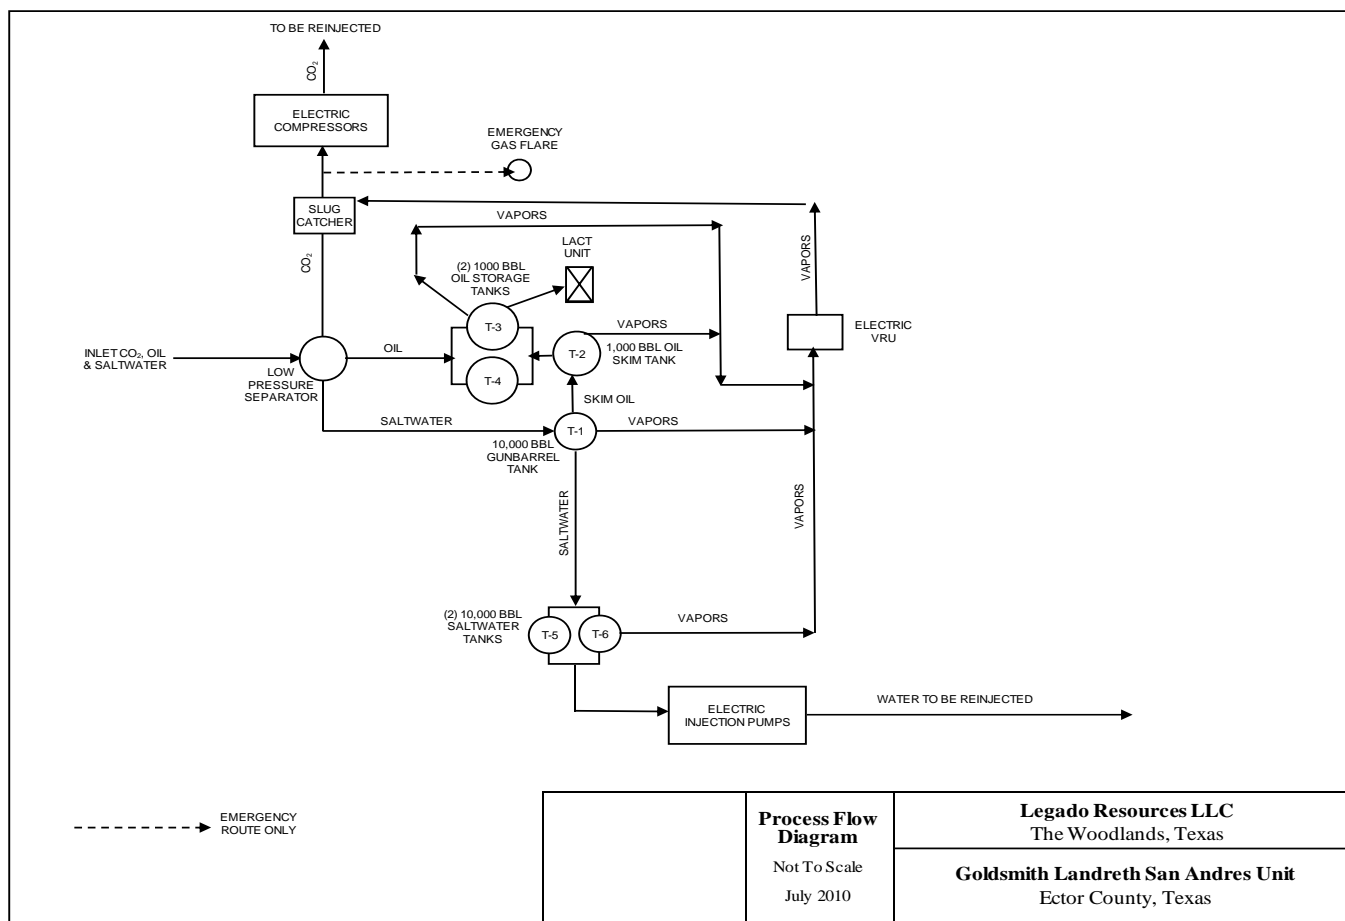 TO BE REINJECTED
CO₂
ELECTRIC
COMPRESSORS
EMERGENCY
GAS FLARE
SLUG
CATCHER
VAPORS
LACT
UNIT
VAPORS
CO₂
(2) 1000 BBL
OIL STORAGE
TANKS
T-3
VAPORS
ELECTRIC
VRU
INLET CO₂, OIL
& SALTWATER
OIL
T-2
1,000 BBL OIL
SKIM TANK
LOW
PRESSURE
SEPARATOR
T-4
SKIM OIL
SALTWATER
T-1
VAPORS
10,000 BBL
GUNBARREL
TANK
SALTWATER
VAPORS
(2) 10,000 BBL
SALTWATER
TANKS
T-5
T-6
VAPORS
ELECTRIC
INJECTION PUMPS
WATER TO BE REINJECTED
EMERGENCY
ROUTE ONLY
Process Flow
Diagram
Not To Scale
July 2010
Legado Resources LLC
The Woodlands, Texas
Goldsmith Landreth San Andres Unit
Ector County, Texas